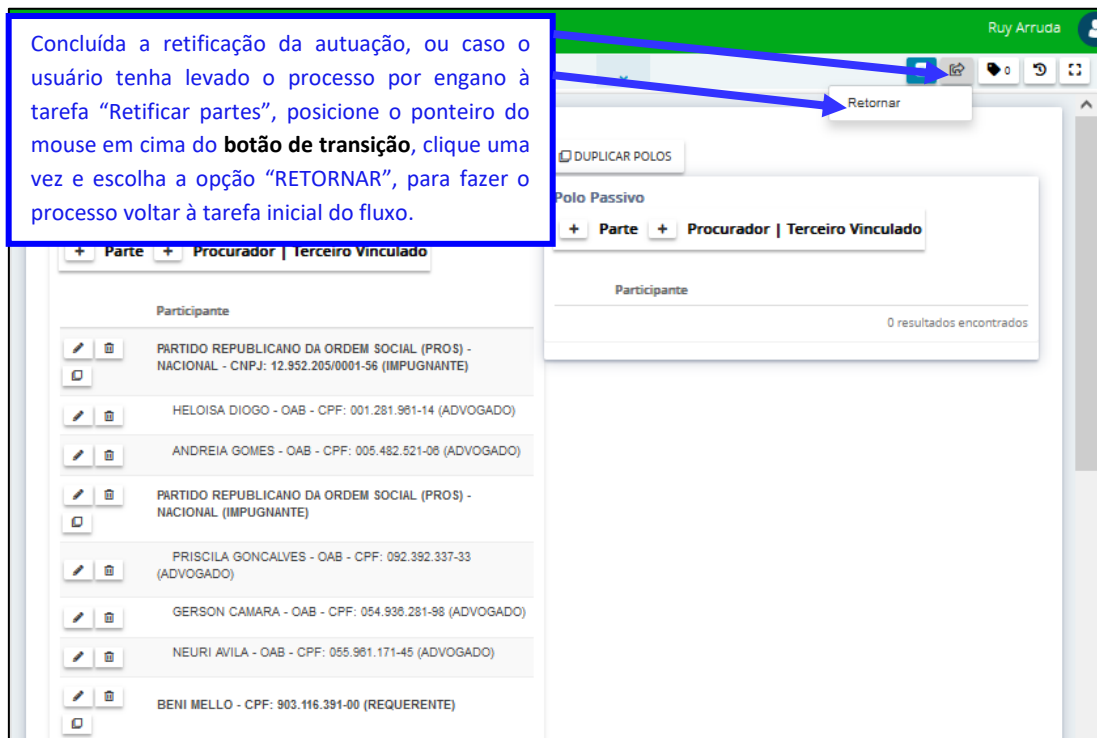 Ruy Arruda
Concluída a retificação da autuação, ou caso o
usuário tenha levado o processo por engano à
tarefa “Retificar partes”, posicione o ponteiro do
mouse em cima do botão de transição, clique uma
vez e escolha a opção “RETORNAR”, para fazer o
processo voltar à tarefa inicial do fluxo.
0
Retornar
DUPLICAR POLOS
Polo Passivo
+ Parte + Procurador | Terceiro Vinculado
Participante
0 resultados encontrados
+ Parte + Procurador | Terceiro Vinculado
Participante
PARTIDO REPUBLICANO DA ORDEM SOCIAL (PROS) -
NACIONAL - CNPJ: 12.952.205/0001-56 (IMPUGNANTE)
HELOISA DIOGO - OAB - CPF: 001.281.961-14 (ADVOGADO)
ANDREIA GOMES - OAB - CPF: 005.482.521-06 (ADVOGADO)
PARTIDO REPUBLICANO DA ORDEM SOCIAL (PROS) -
NACIONAL (IMPUGNANTE)
PRISCILA GONCALVES - OAB - CPF: 092.392.337-33
(ADVOGADO)
GERSON CAMARA - OAB - CPF: 054.936.281-98 (ADVOGADO)
NEURI AVILA - OAB - CPF: 055.961.171-45 (ADVOGADO)
BENI MELLO - CPF: 903.116.391-00 (REQUERENTE)